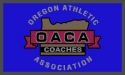 OREGON ATHLETIC
OACA
COACHES
ASSOCIATION